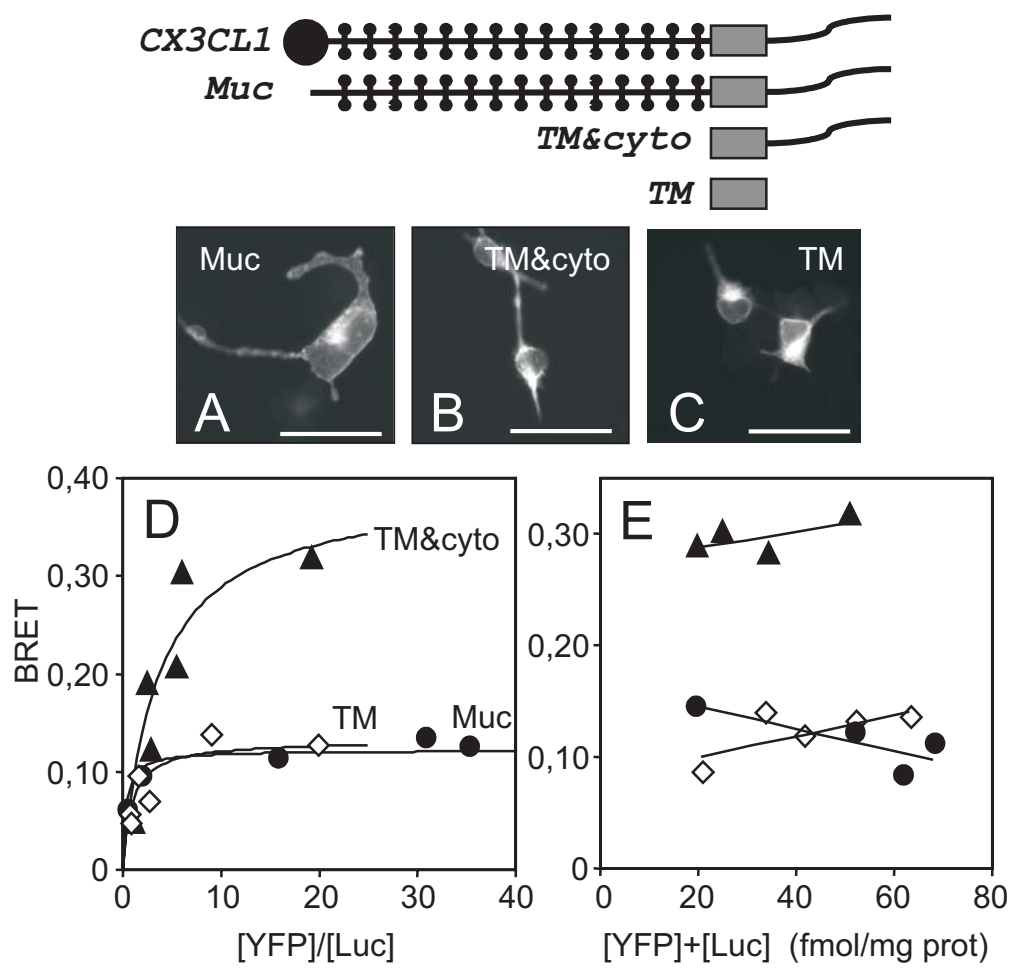 CX3CL1
Muc
TM&cyto
TM
Muc
TM&cyto
TM
A
B
C
D
E
0,40
0,30
0,20
0,10
0
BRET
TM&cyto
TM
Muc
0 10 20 30 40
[YFP]/[Luc]
0,30
0,20
0,10
0
0 20 40 60 80
[YFP]+[Luc] (fmol/mg prot)